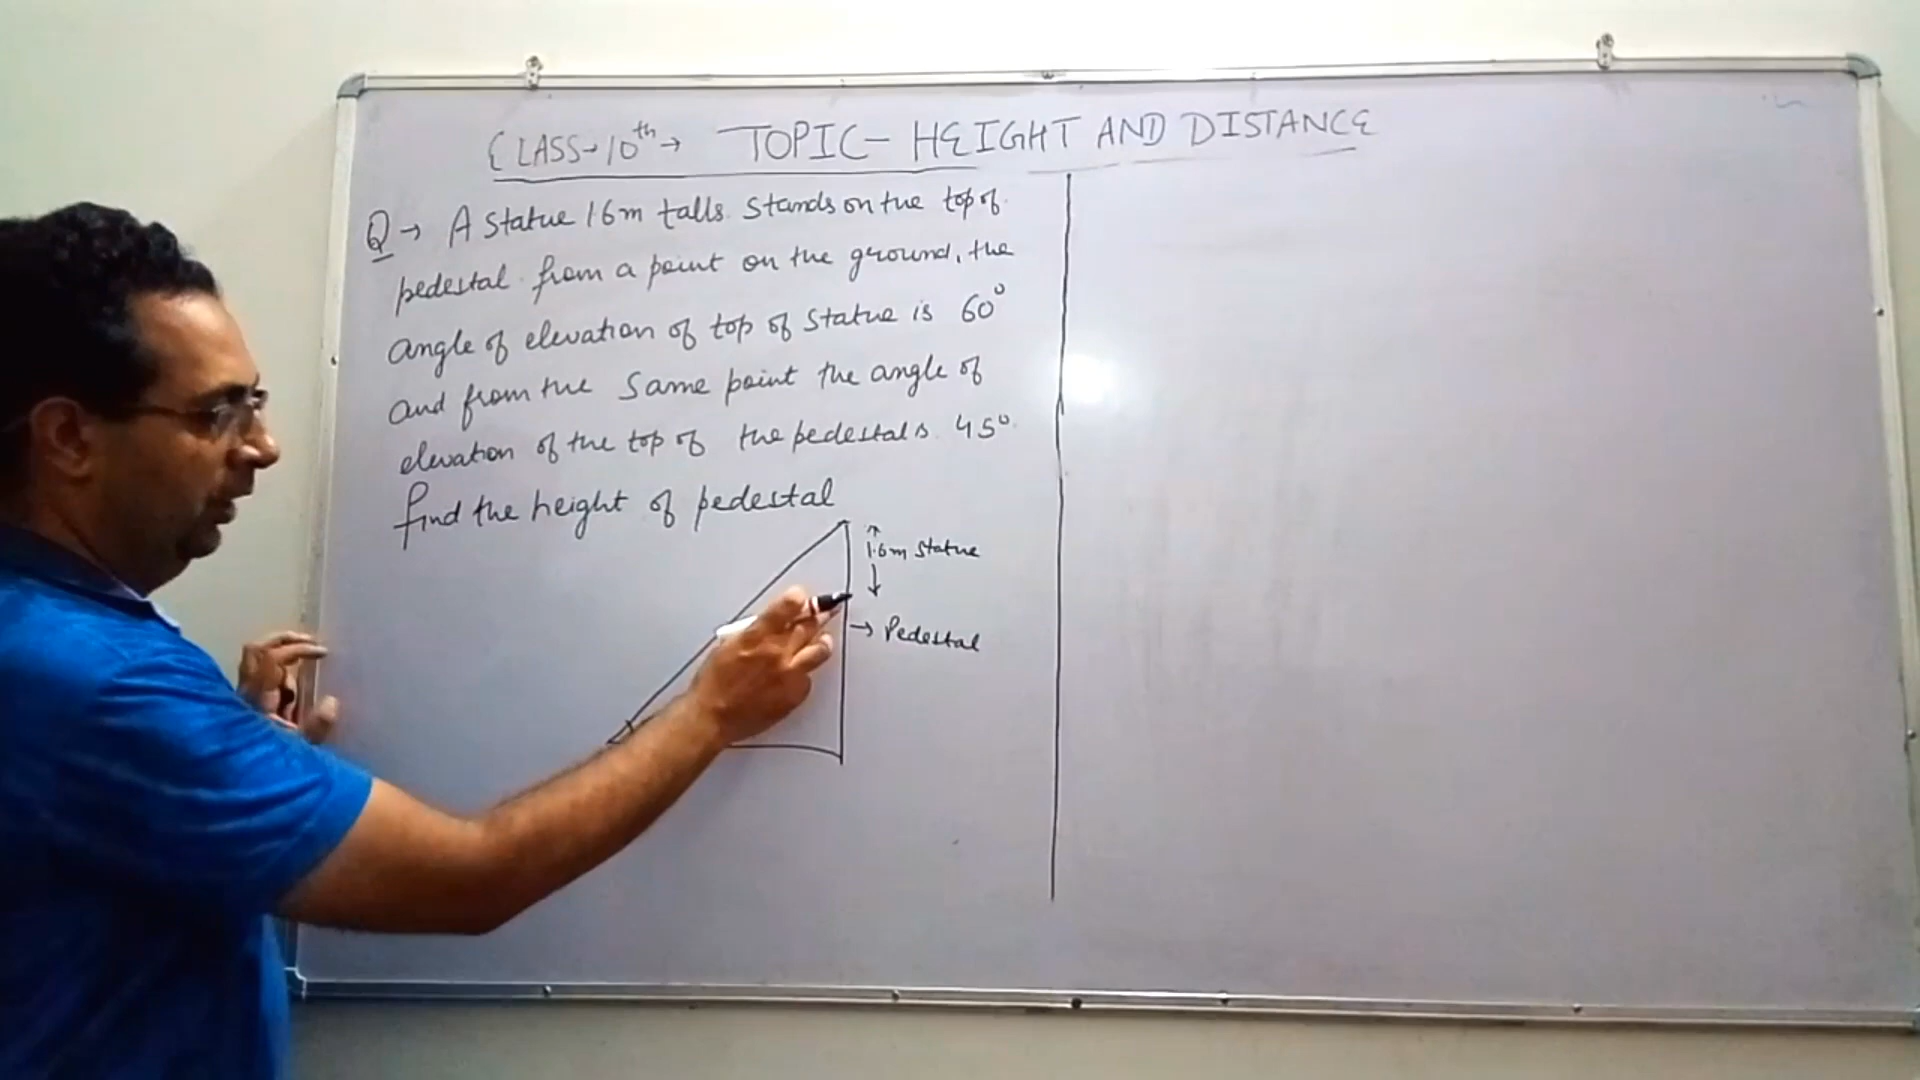 CLASS→10th→ TOPIC- HEIGHT AND DISTANCE
Q→ A Statue 1.6m talls. Stands on the top of
pedestal. from a point on the ground, the
angle of elevation of top of Statue is 60°
and from the same point the angle of
elevation of the top of the pedestal is 45°.
find the height of pedestal
1.6m Statue
→ Pedestal